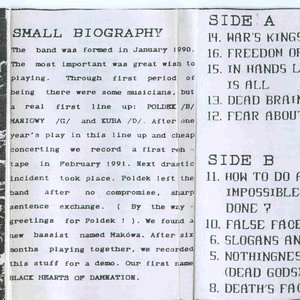 SMALL BIOGRAPHY
The band was formed in January 1990.
The most important was great wish to
playing. Through first period of
being there were some musicians, but
a real first line up: POLDEK /B/
MANIOWY /G/ and KUBA /D/. After one
year's play in this line up and cheap
concerting we record a first reh -
tape in February 1991. Next drastic
incident took place. Poldek left the
band after no compromise, sharp
sentence exchange. ( By the way -
greetings for Poldek ! ). We found a
new bassist named Makówa. After six
months playing together, we recorded
this stuff for a demo. Our first name
BLACK HEARTS OF DAMNATION.
SIDE A
14. WAR'S KINGS
16. FREEDOM OF
15. IN HANDS L
IS ALL
13. DEAD BRAIN
12. FEAR ABOUT
SIDE B
11. HOW TO DO A
IMPOSSIBLE
DONE ?
10. FALSE FACE
6. SLOGANS AN
5. NOTHINGNES
(DEAD GODS)
8. DEATH'S FAC